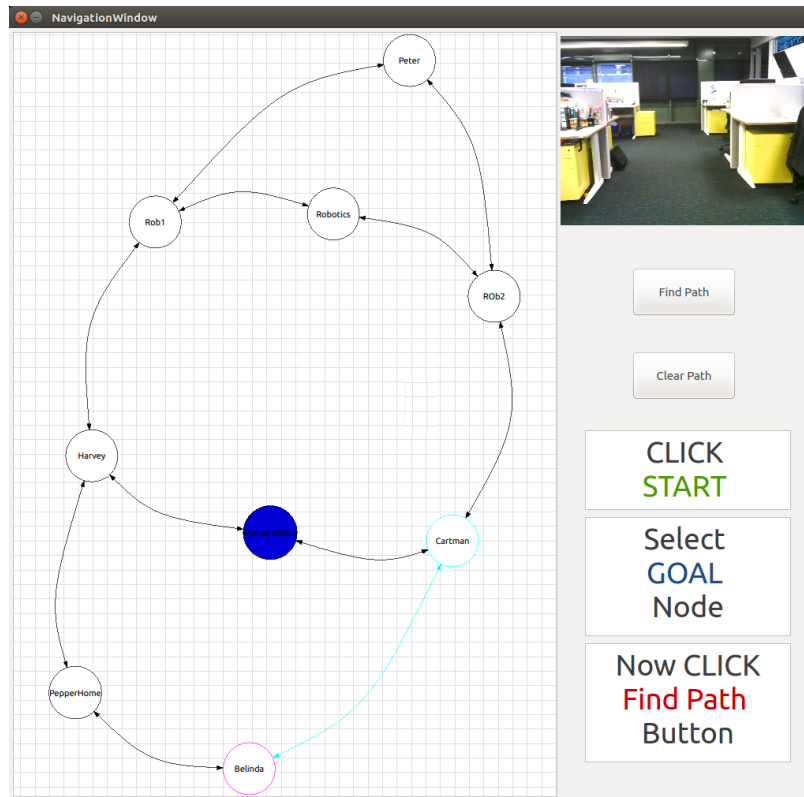 NavigationWindow
Peter
Rob1
Robotics
ROb2
Harvey
Cartman
PepperHome
Belinda
Find Path
Clear Path
CLICK
START
Select
GOAL
Node
Now CLICK
Find Path
Button